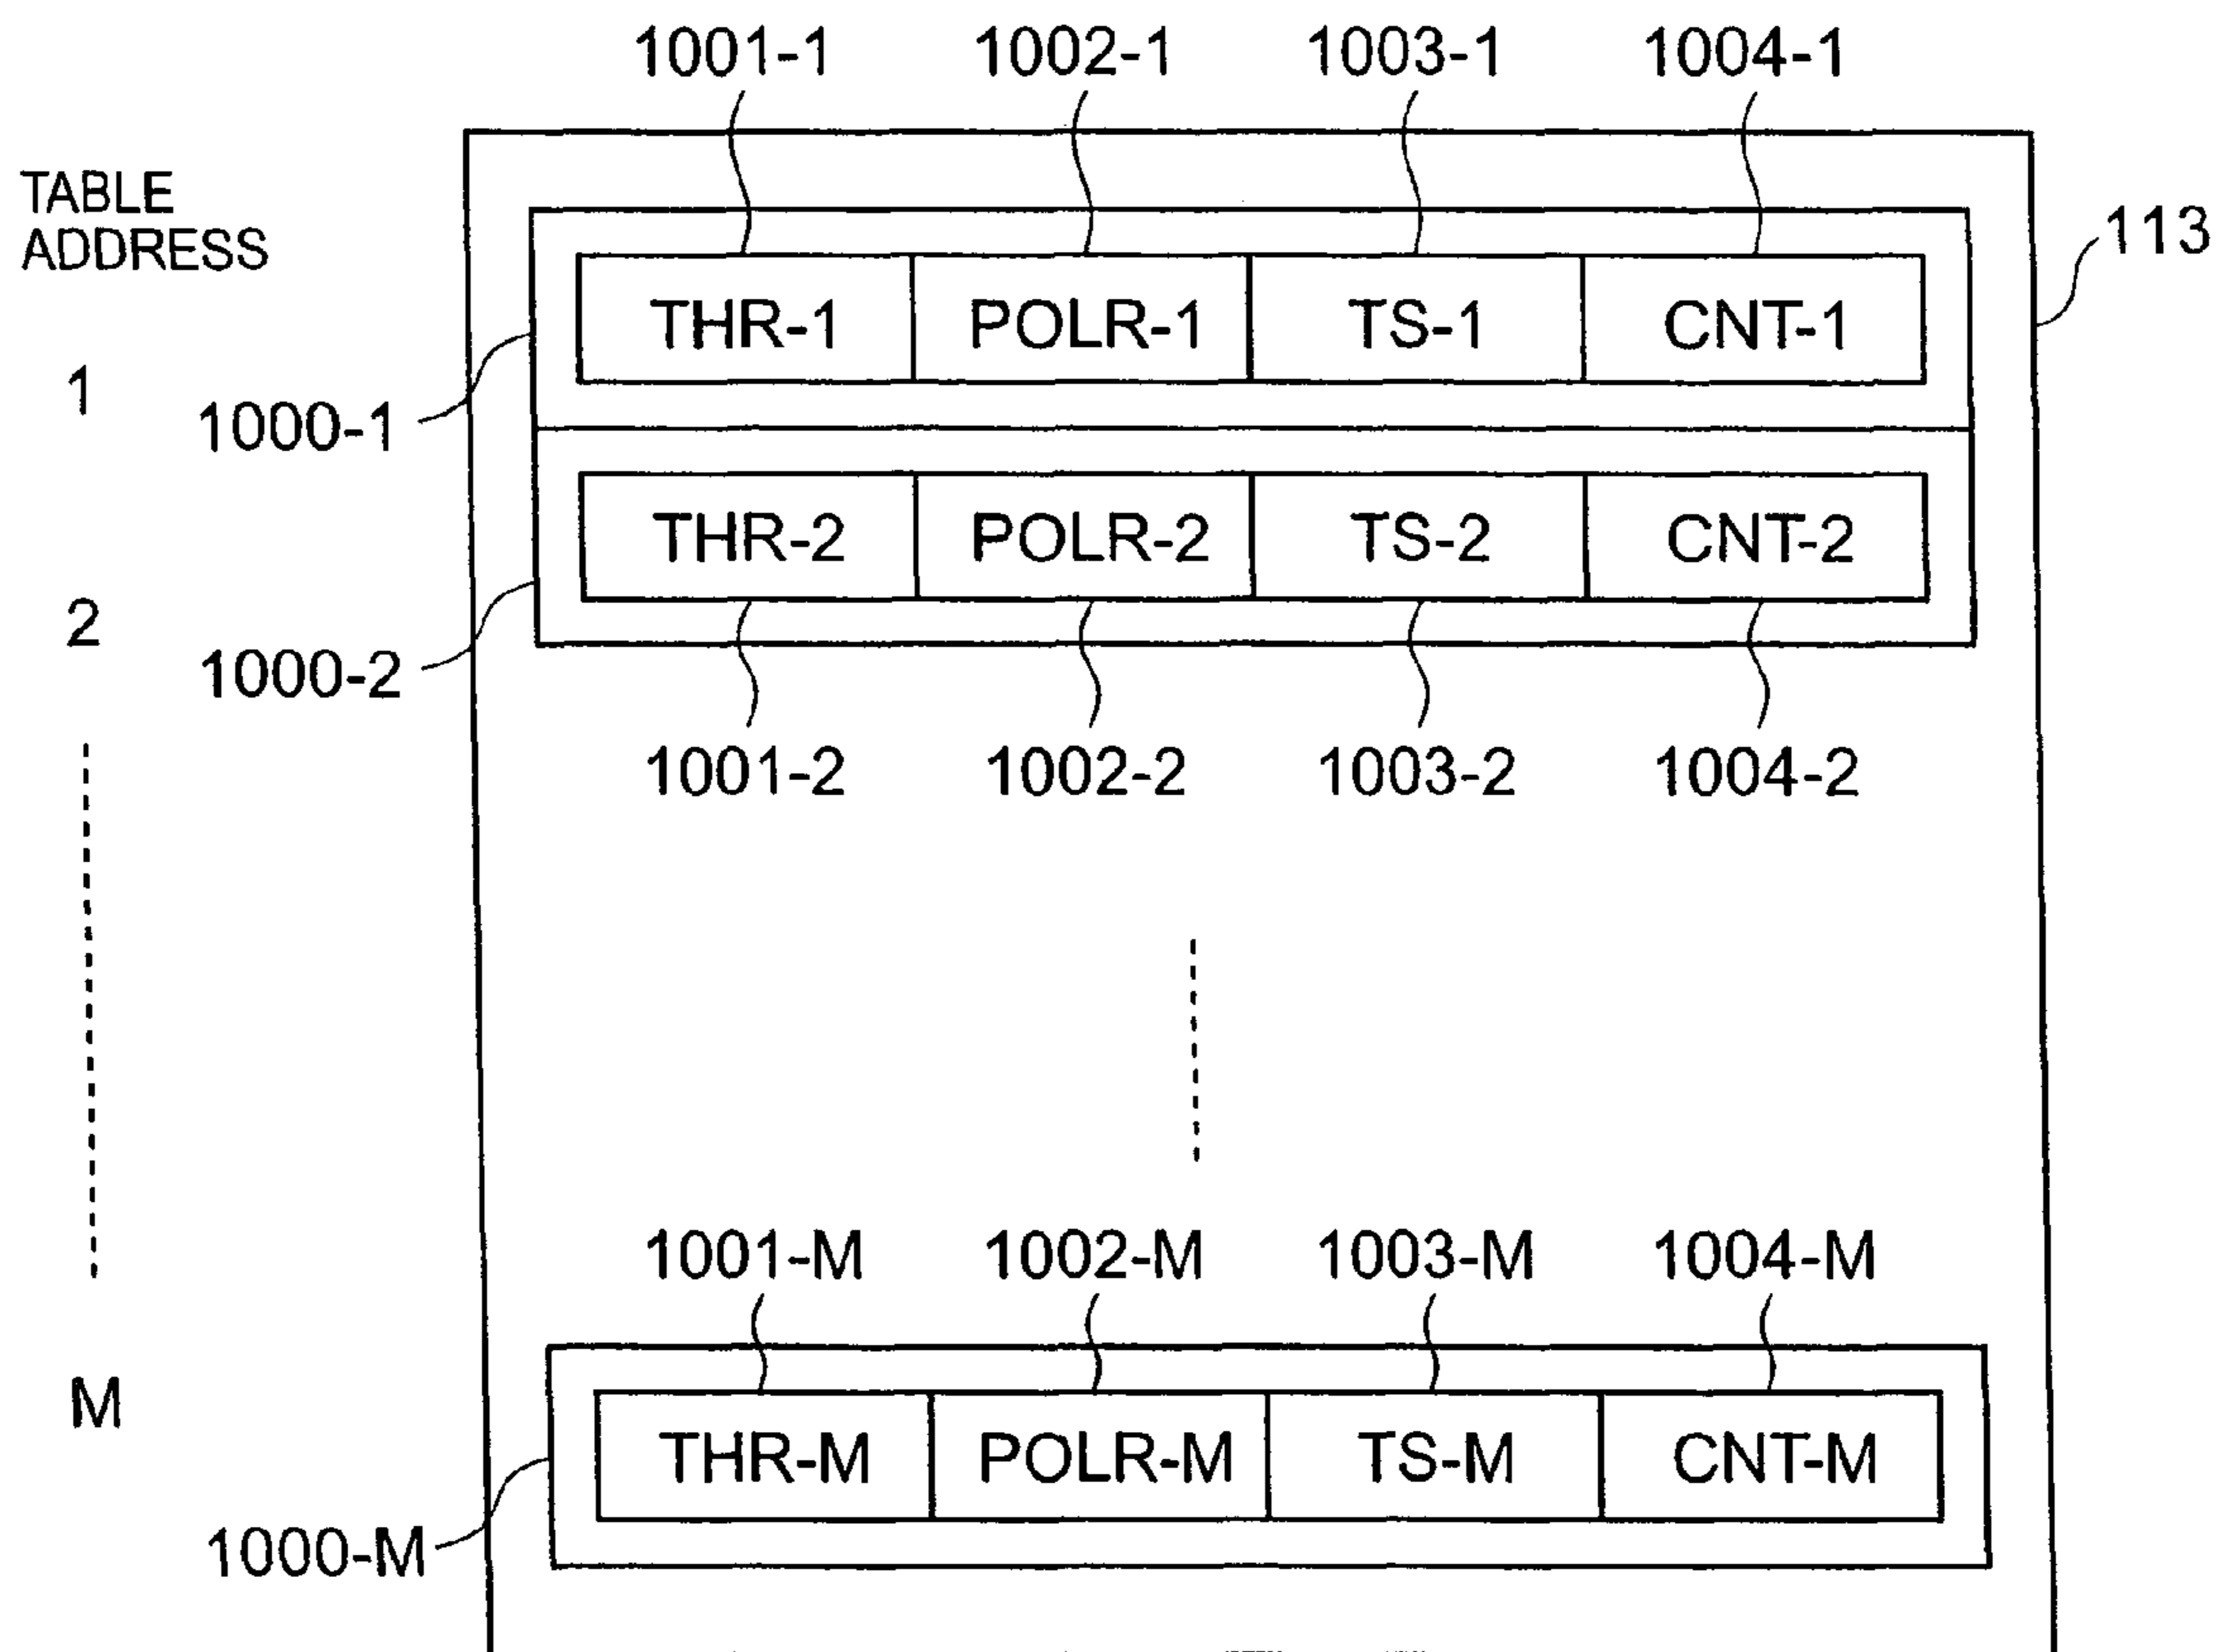 1001-1 1002-1 1003-1 1004-1
TABLE
ADDRESS
113
THR-1 POLR-1 TS-1 CNT-1
1
1000-1
THR-2 POLR-2 TS-2 CNT-2
2
1000-2
1001-2 1002-2 1003-2 1004-2
1001-M 1002-M 1003-M 1004-M
M
THR-M POLR-M TS-M CNT-M
1000-M